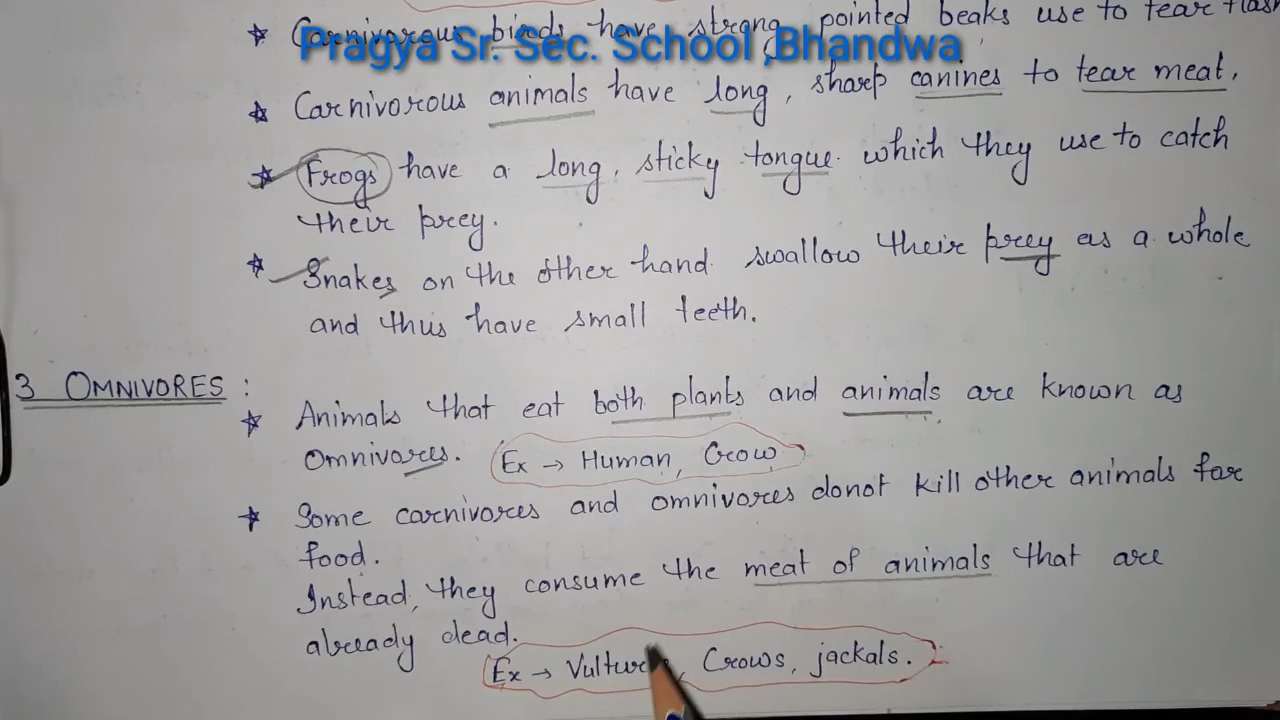 ★ Carnivorous birds have strong pointed beaks use to tear
Pragya Sr. Sec. School ,Bhandwa
★ Carnivorous animals have long, sharp canines to tear meat.
★ Frogs have a long, sticky tongue which they use to catch
their prey.
★ Snakes on the other hand swallow their prey as a whole
and thus have small teeth.
3 OMNIVORES :
★ Animals that eat both plants and animals are known as
Omnivores. Ex → Human, Crow
★ Some carnivores and omnivores donot kill other animals for
food.
Instead, they consume the meat of animals that are
already dead.
Ex → , Crows, jackals.